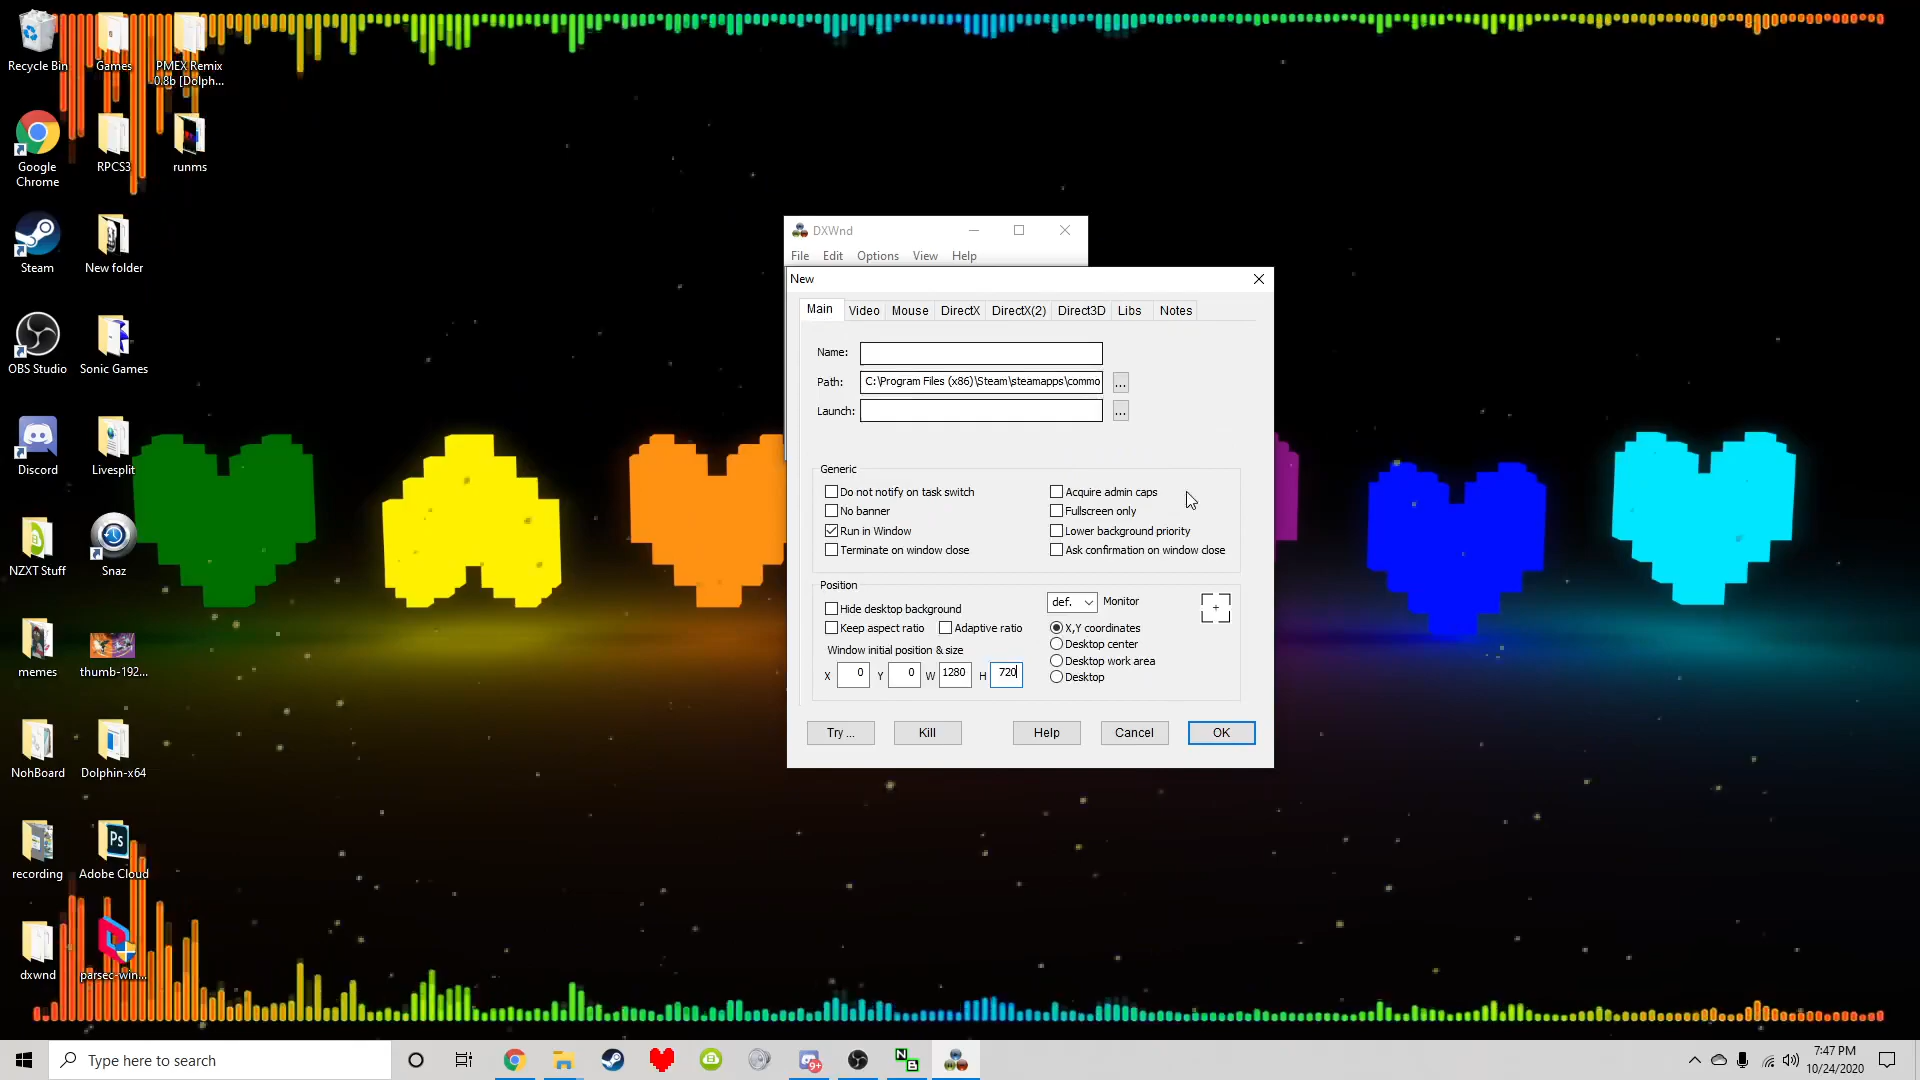 Recycle Bin
Games
PMEX Remix
0.8b [Dolph...
Google
Chrome
RPCS3
runms
Steam
New folder
OBS Studio
Sonic Games
Discord
Livesplit
NZXT Stuff
Snaz
memes
thumb-192...
NohBoard
Dolphin-x64
recording
Ps
Adobe Cloud
dxwnd
parsec-win...
DXWnd
File Edit Options View Help
New
Main Video Mouse DirectX DirectX(2) Direct3D Libs Notes
Name:
Path: C:\Program Files (x86)\Steam\steamapps\commo ...
Launch: ...
Generic
Do not notify on task switch Acquire admin caps
No banner Fullscreen only
Run in Window Lower background priority
Terminate on window close Ask confirmation on window close
Position
Hide desktop background def. Monitor
Keep aspect ratio Adaptive ratio X,Y coordinates
Desktop center
Window initial position & size Desktop work area
X 0 Y 0 W 1280 H 720 Desktop
Try ... Kill Help Cancel OK
Type here to search
9+
N B
7:47 PM
10/24/2020